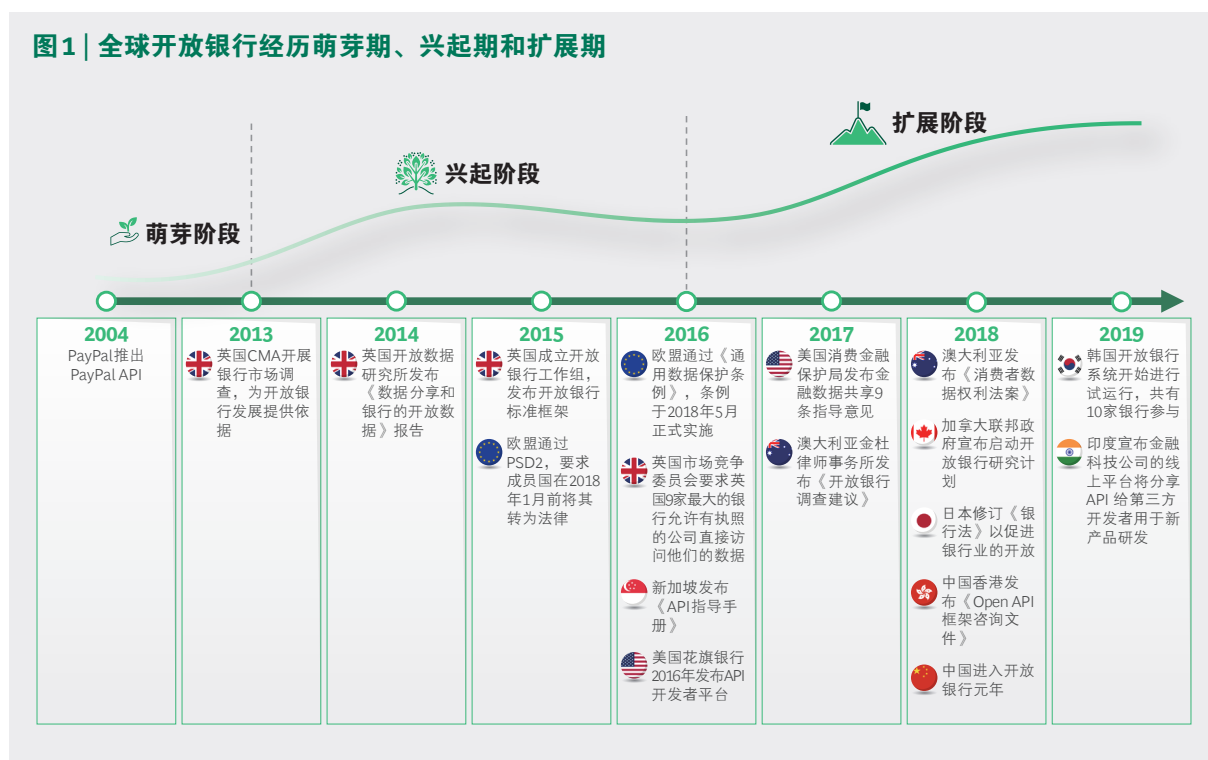 图1 | 全球开放银行经历萌芽期、兴起期和扩展期
扩展阶段
兴起阶段
萌芽阶段
2004
PayPal推出
PayPal API
2013
英国CMA开展
银行市场调
查，为开放银
行发展提供依
据
2014
英国开放数据
研究所发布
《数据分享和
银行的开放数
据》报告
2015
英国成立开放
银行工作组，
发布开放银行
标准框架
欧盟通过
PSD2，要求
成员国在2018
年1月前将其
转为法律
2016
欧盟通过《通
用数据保护条
例》，条例
于2018年5月
正式实施
英国市场竞争
委员会要求英
国9家最大的银
行允许有执照
的公司直接访
问他们的数据
新加坡发布
《API指导手
册》
美国花旗银行
2016年发布API
开发者平台
2017
美国消费金融
保护局发布金
融数据共享9
条指导意见
澳大利亚金杜
律师事务所发
布《开放银行
调查建议》
2018
澳大利亚发
布《消费者数
据权利法案》
加拿大联邦政
府宣布启动开
放银行研究计
划
日本修订《银
行法》以促进
银行业的开放
中国香港发
布《Open API
框架咨询文
件》
中国进入开放
银行元年
2019
韩国开放银行
系统开始进行
试运行，共有
10家银行参与
印度宣布金融
科技公司的线
上平台将分享
API 给第三方
开发者用于新
产品研发